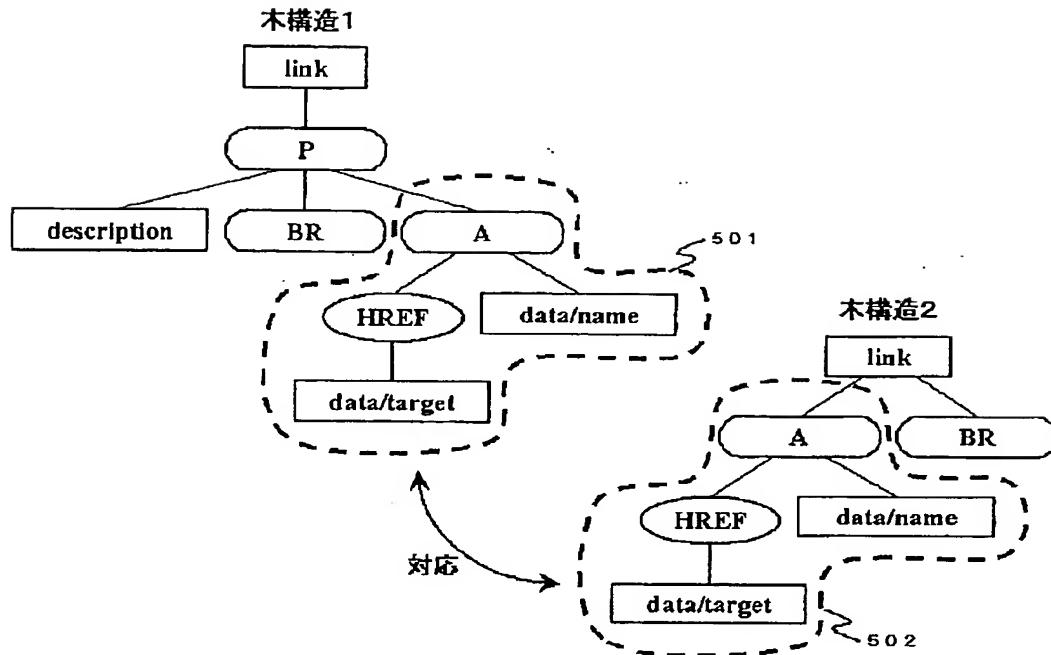 木構造1
link
P
description
BR
A
501
HREF
data/name
data/target
木構造2
link
A
BR
HREF
data/name
対応
data/target
502